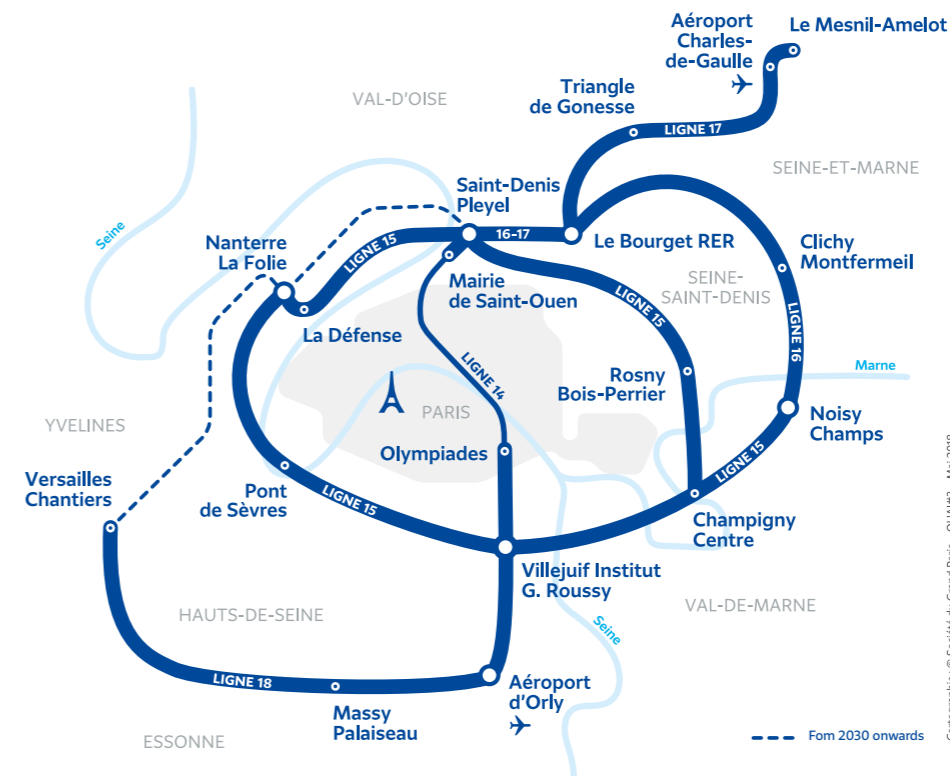 Aéroport
Charles-
de-Gaulle
Le Mesnil-Amelot
Triangle
de Gonesse
VAL-D'OISE
LIGNE 17
SEINE-ET-MARNE
Saint-Denis
Pleyel
Seine
Nanterre
La Folie
LIGNE 15
16-17
Le Bourget RER
Clichy
Montfermeil
Mairie
de Saint-Ouen
SEINE-
SAINT-DENIS
LIGNE 15
La Défense
LIGNE 16
LIGNE 14
Rosny
Bois-Perrier
Marne
PARIS
YVELINES
Noisy
Champs
Olympiades
LIGNE 15
Versailles
Chantiers
Pont
de Sèvres
LIGNE 15
Champigny
Centre
Villejuif Institut
G. Roussy
HAUTS-DE-SEINE
VAL-DE-MARNE
Seine
LIGNE 18
Aéroport
d'Orly
Massy
Palaiseau
ESSONNE
Fom 2030 onwards